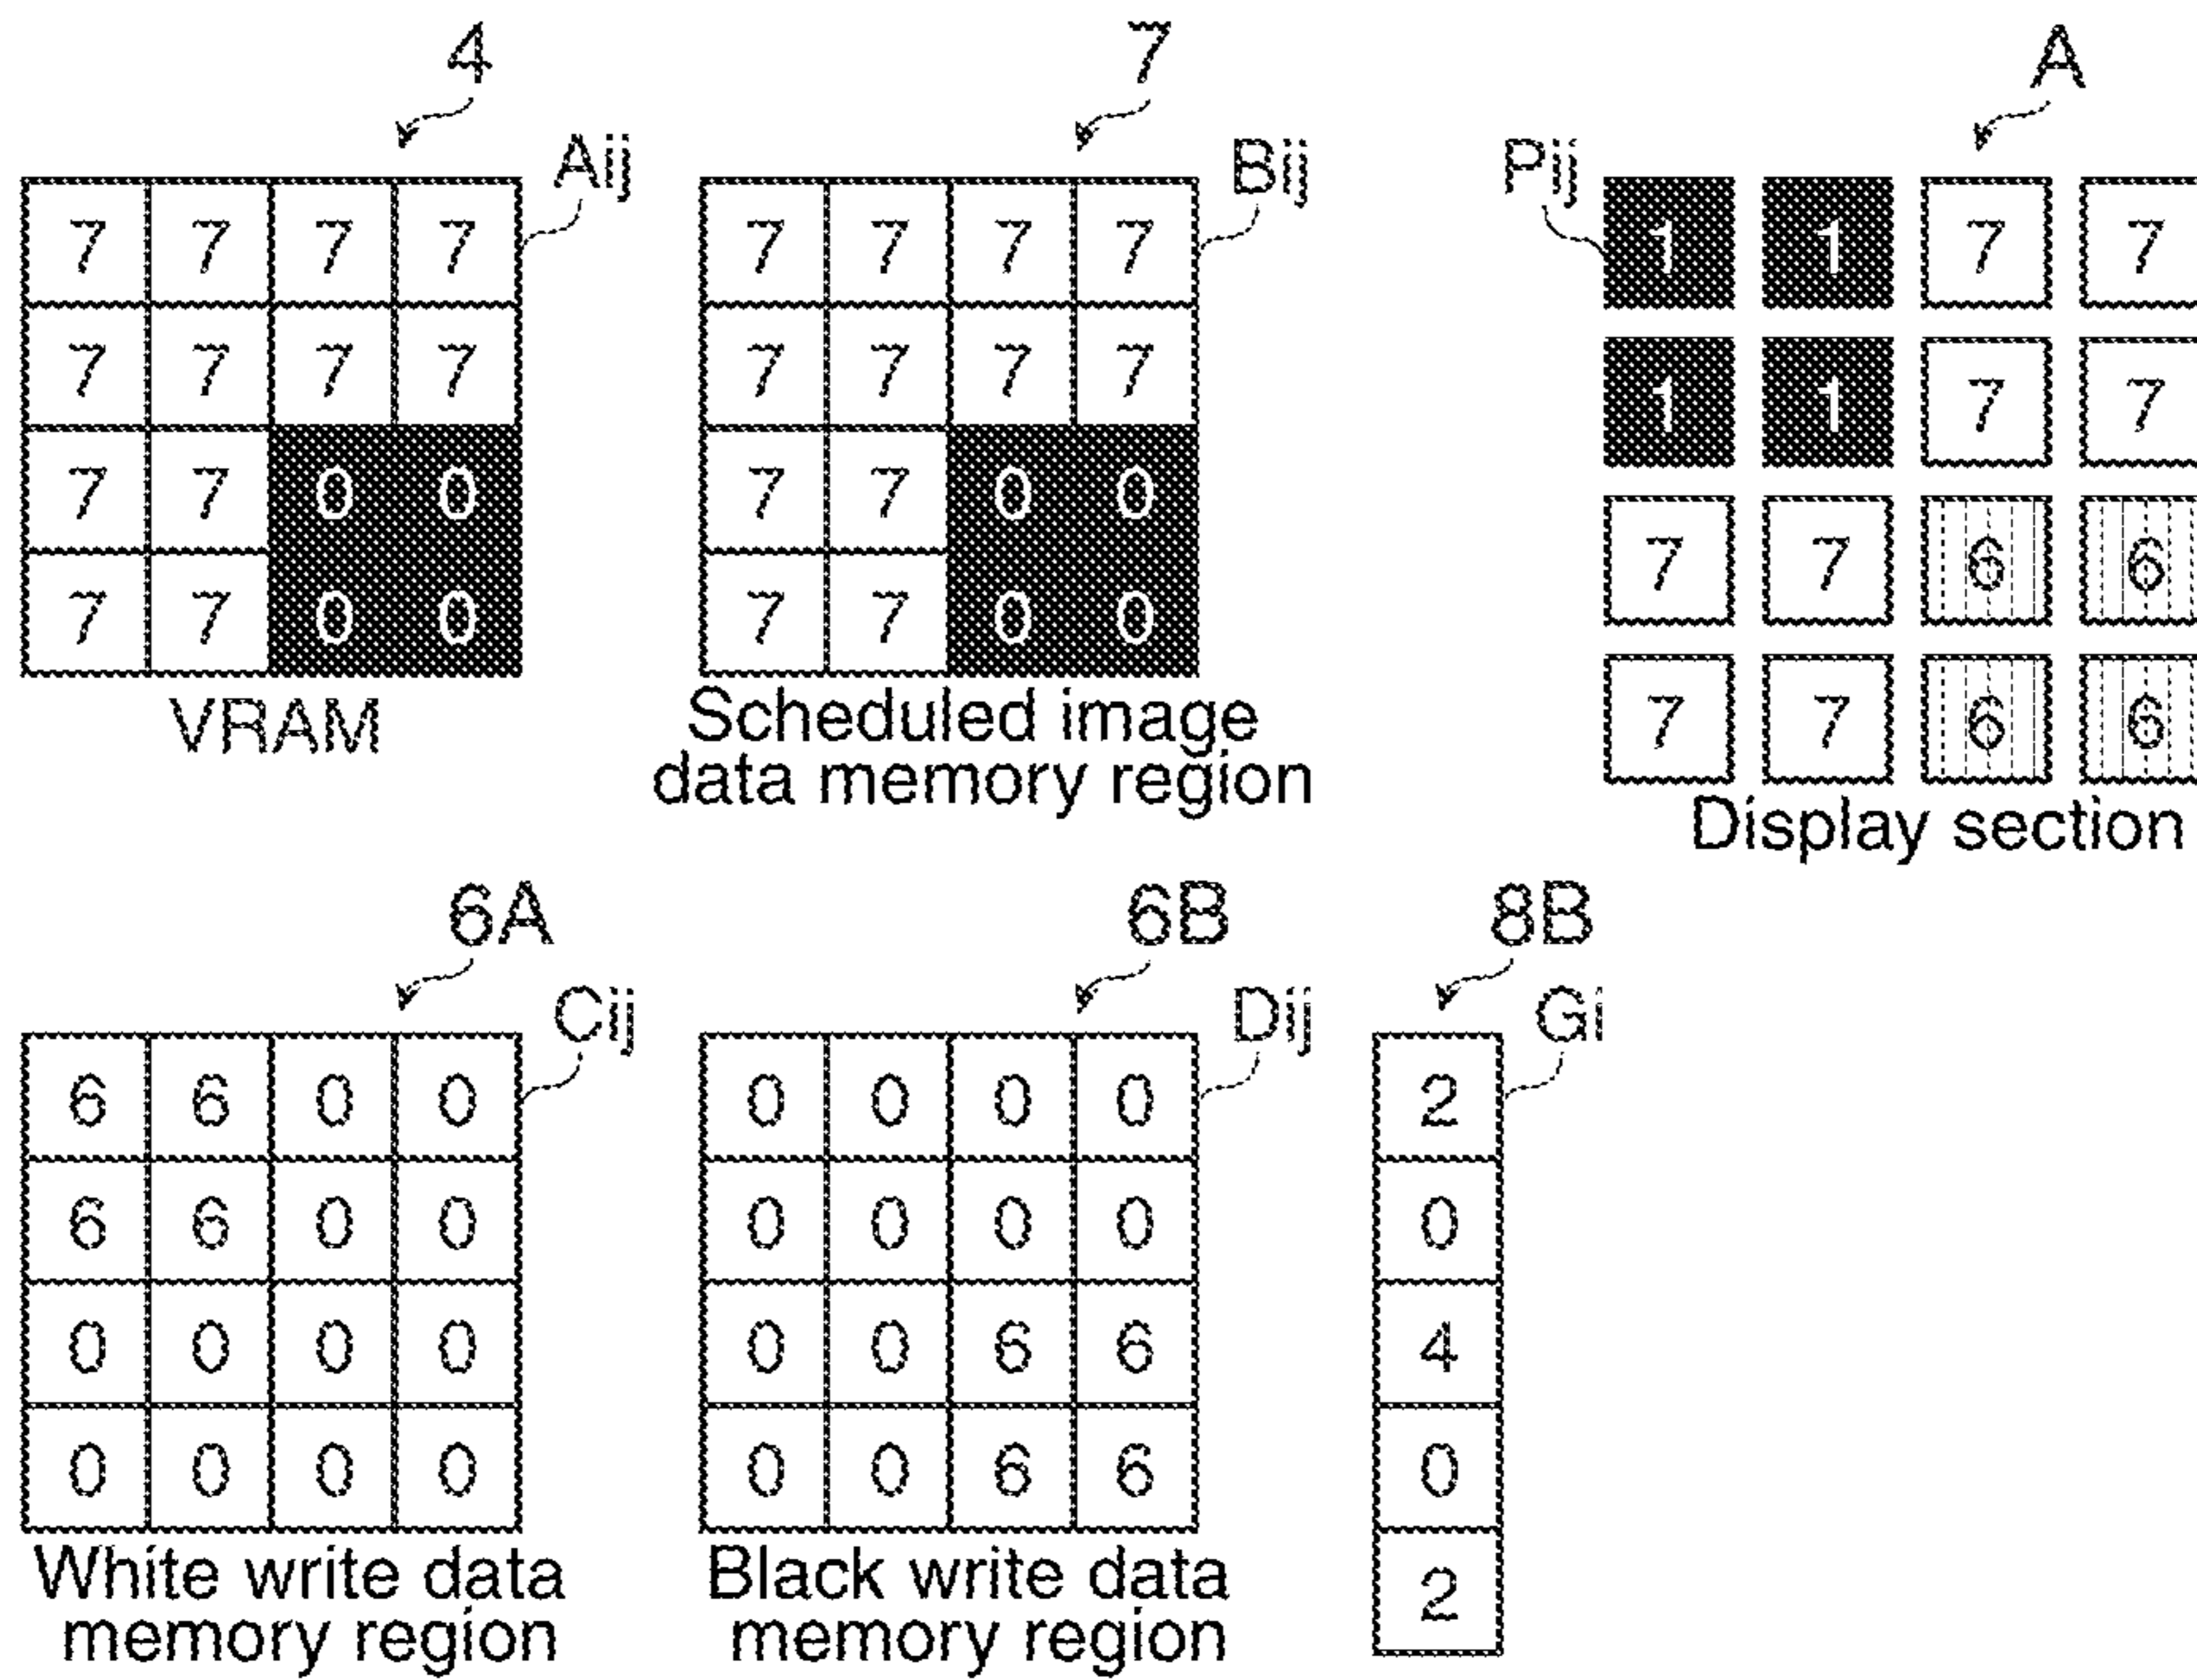 4
Aij
7 7 7 7
7 7 7 7
7 7 0 0
7 7 0 0
VRAM
7
Bij
7 7 7 7
7 7 7 7
7 7 0 0
7 7 0 0
Scheduled image
data memory region
A
Pij
1 1 7 7
1 1 7 7
7 7 6 6
7 7 6 6
Display section
6A
Cij
6 6 0 0
6 6 0 0
0 0 0 0
0 0 0 0
White write data
memory region
6B
Dij
0 0 0 0
0 0 0 0
0 0 6 6
0 0 6 6
Black write data
memory region
8B
Gi
2
0
4
0
2